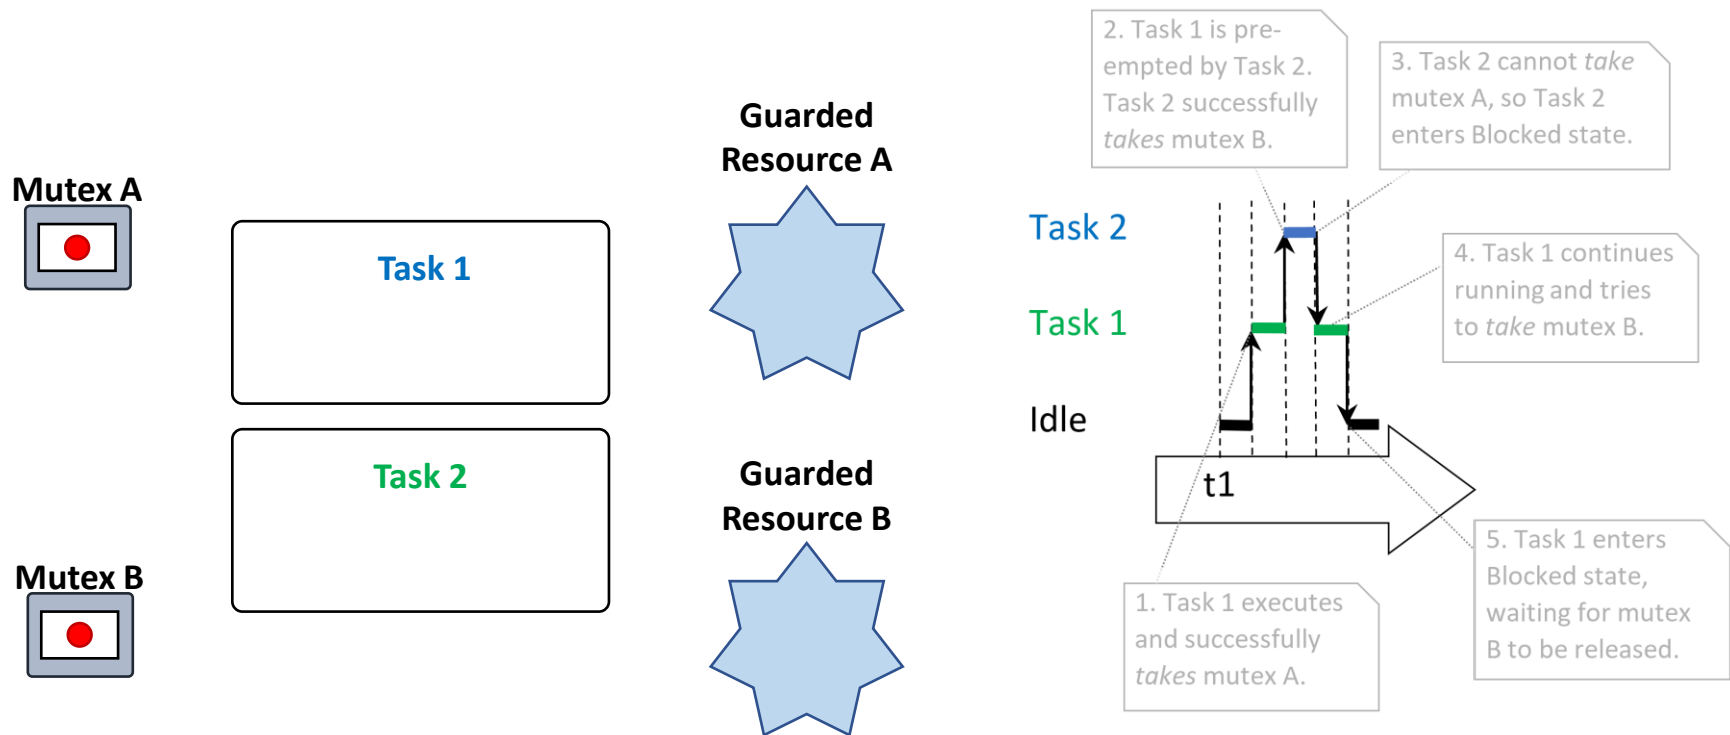 Mutex A
Task 1
Task 2
Mutex B
Guarded
Resource A
Guarded
Resource B
2. Task 1 is pre-
empted by Task 2.
Task 2 successfully
takes mutex B.
3. Task 2 cannot take
mutex A, so Task 2
enters Blocked state.
Task 2
4. Task 1 continues
running and tries
to take mutex B.
Task 1
Idle
t1
1. Task 1 executes
and successfully
takes mutex A.
5. Task 1 enters
Blocked state,
waiting for mutex
B to be released.